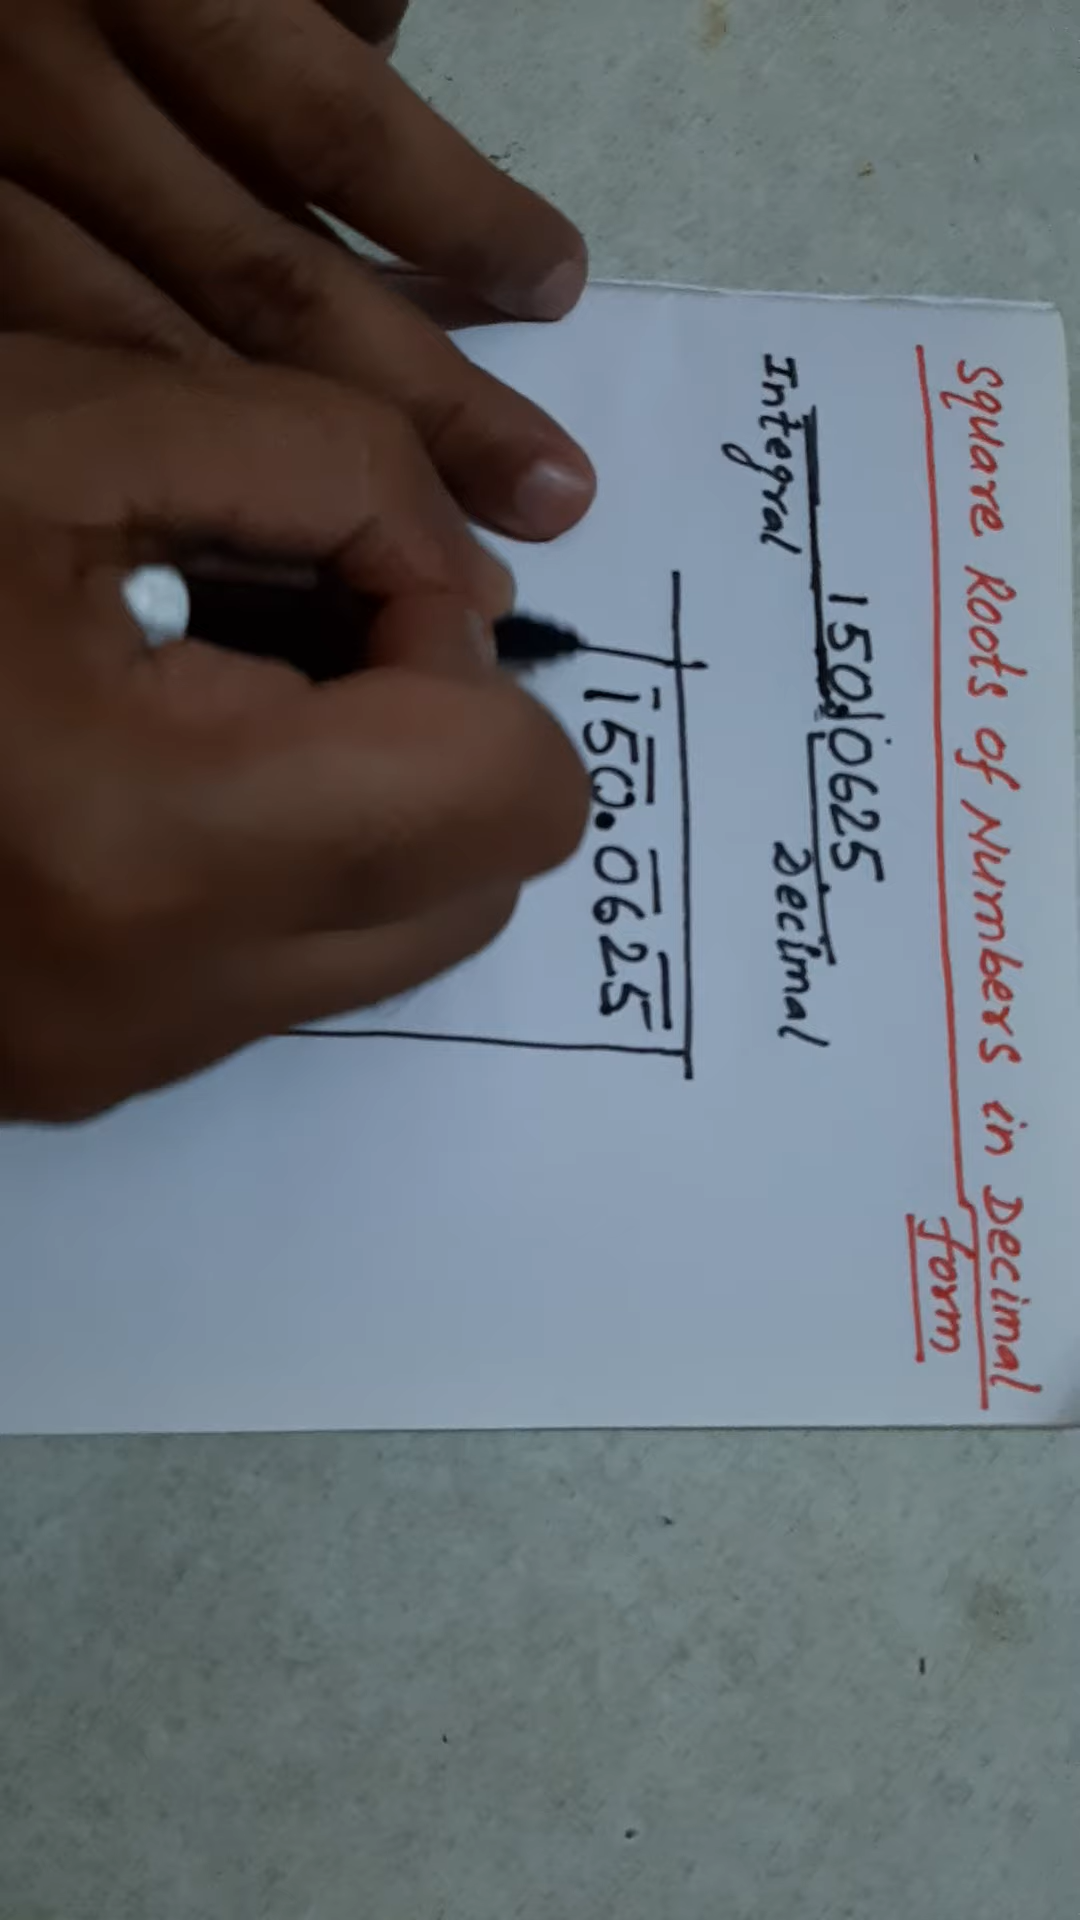 Square Roots of Numbers in Decimal
form
150.0625
Integral
Decimal
150.0625